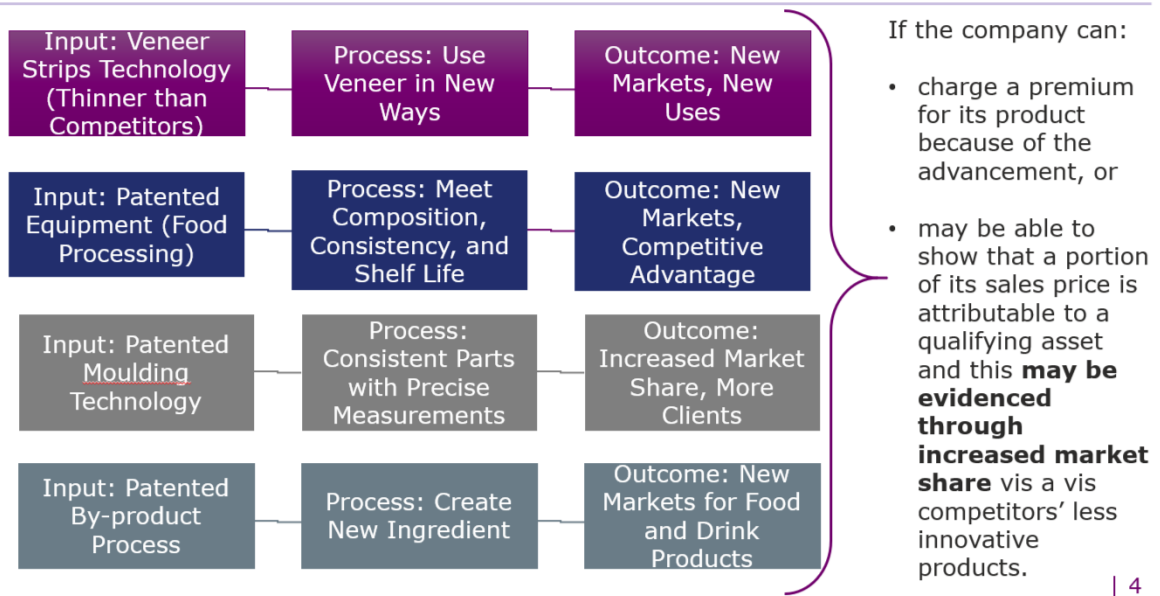 Input: Veneer
Strips Technology
(Thinner than
Competitors)
Process: Use
Veneer in New
Ways
Outcome: New
Markets, New
Uses
Input: Patented
Equipment (Food
Processing)
Process: Meet
Composition,
Consistency, and
Shelf Life
Outcome: New
Markets,
Competitive
Advantage
Input: Patented
Moulding
Technology
Process:
Consistent Parts
with Precise
Measurements
Outcome:
Increased Market
Share, More
Clients
Input: Patented
By-product
Process
Process: Create
New Ingredient
Outcome: New
Markets for Food
and Drink
Products
If the company can:
• charge a premium
for its product
because of the
advancement, or
• may be able to
show that a portion
of its sales price is
attributable to a
qualifying asset
and this may be
evidenced
through
increased market
share vis a vis
competitors’ less
innovative
products.
| 4